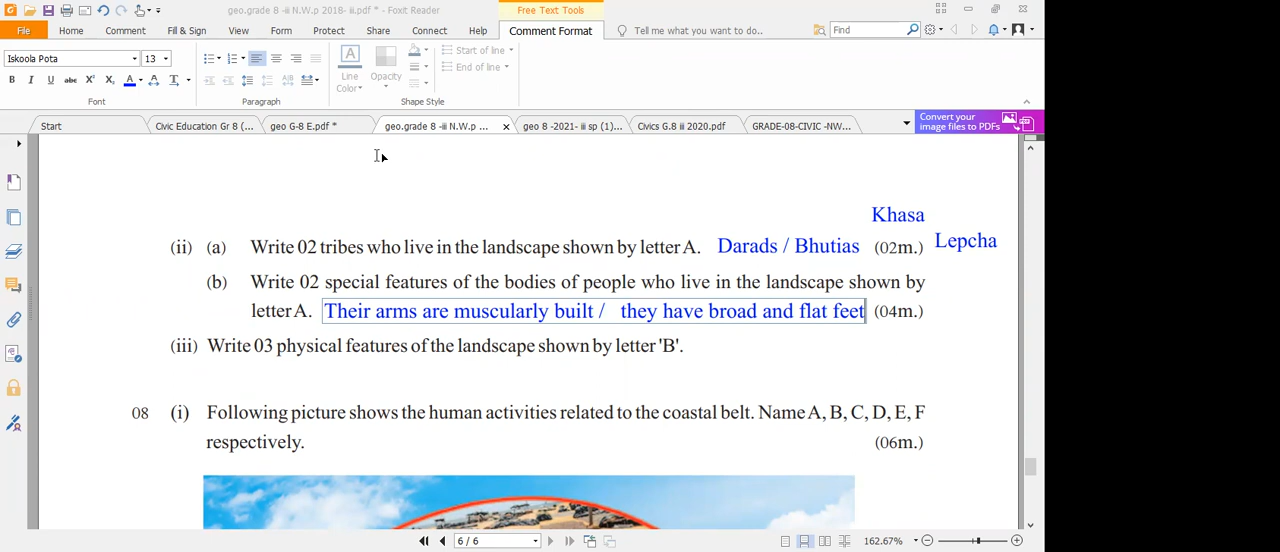 geo.grade 8 -iii N.W.p 2018- iii.pdf * - Foxit Reader
Free Text Tools
File Home Comment Fill & Sign View Form Protect Share Connect Help Comment Format Tell me what you want to do.. Find
Iskoola Pota 13
Line Color
Opacity
Start of line
End of line
B I U abc X² X₂ A A T
Font Paragraph Shape Style
Start Civic Education Gr 8 (... geo G-8 E.pdf * geo.grade 8 -iii N.W.p ... geo 8 -2021- ii sp (1)... Civics G.8 ii 2020.pdf GRADE-08-CIVIC -NW...
Convert your image files to PDFs
Khasa
(ii) (a) Write 02 tribes who live in the landscape shown by letter A. Darads / Bhutias (02m.) Lepcha
(b) Write 02 special features of the bodies of people who live in the landscape shown by
letter A. Their arms are muscularly built / they have broad and flat feet (04m.)
(iii) Write 03 physical features of the landscape shown by letter 'B'.
08 (i) Following picture shows the human activities related to the coastal belt. Name A, B, C, D, E, F
respectively. (06m.)
6 / 6 162.67%